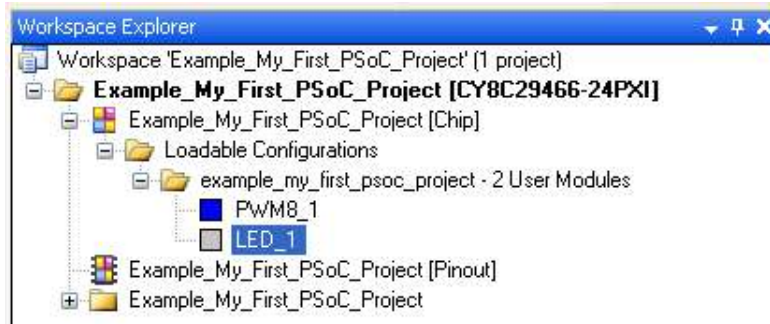 Workspace Explorer
Workspace 'Example_My_First_PSoC_Project' (1 project)
Example_My_First_PSoC_Project [CY8C29466-24PXI]
Example_My_First_PSoC_Project [Chip]
Loadable Configurations
example_my_first_psoc_project - 2 User Modules
PWM8_1
LED_1
Example_My_First_PSoC_Project [Pinout]
Example_My_First_PSoC_Project